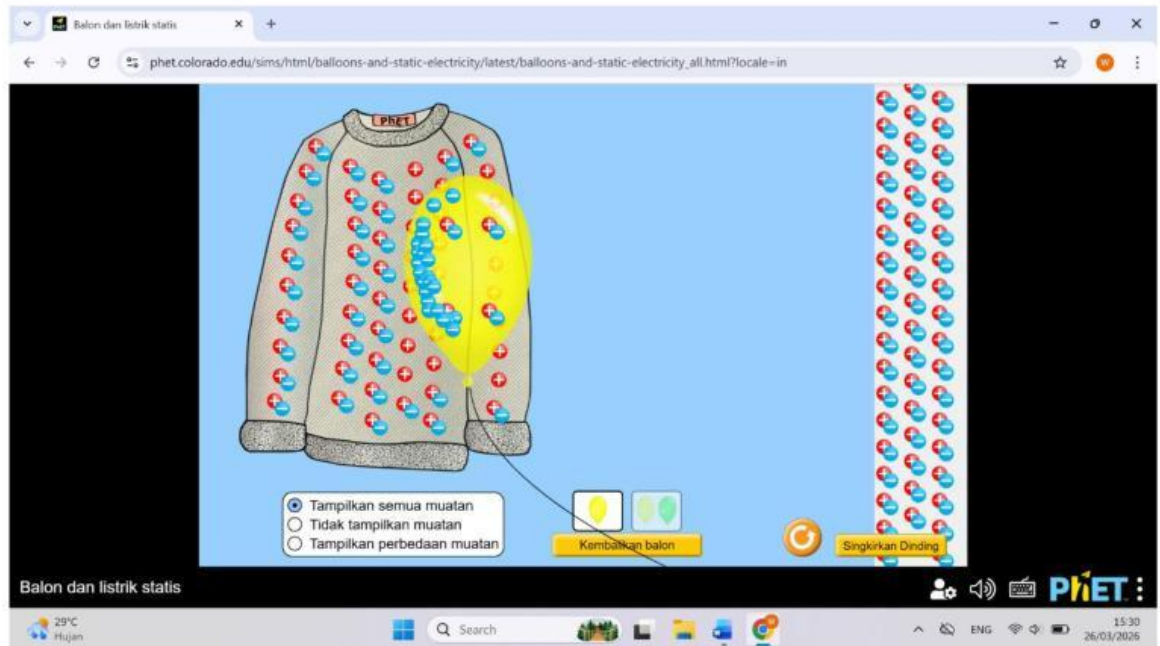 Balon dan listrik statis
phet.colorado.edu/sims/html/balloons-and-static-electricity/latest/balloons-and-static-electricity_all.html?locale=in
W
PhET
Tampilkan semua muatan
Tidak tampilkan muatan
Tampilkan perbedaan muatan
Kembalikan balon
Singkirkan Dinding
Balon dan listrik statis
PhET
29°C
Hujan
Search
ENG
15:30
26/03/2026